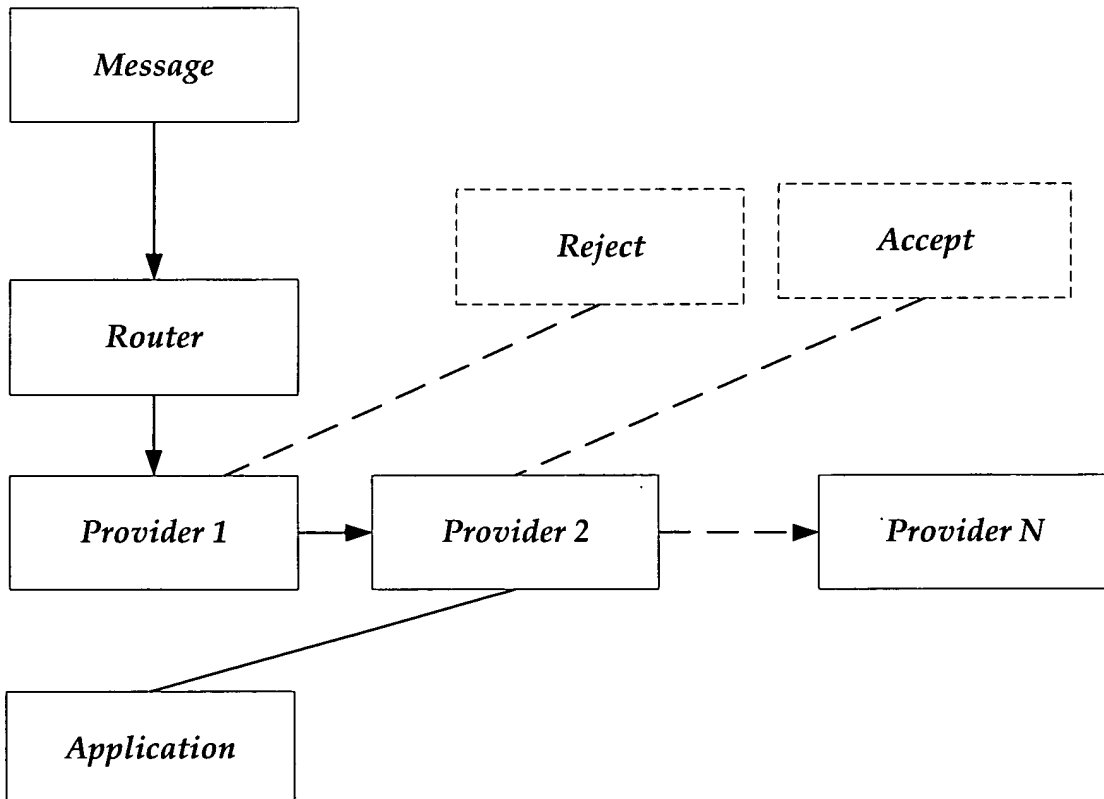 Message
Reject
Accept
Router
Provider 1
Provider 2
Provider N
Application